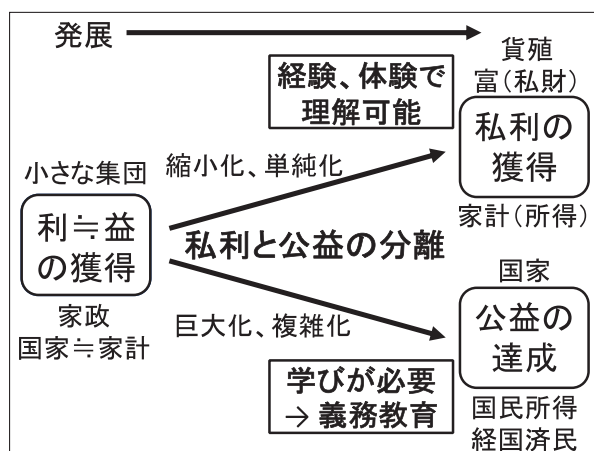 発展
経験、体験で
理解可能
貨殖
富(私財)
私利の
獲得
家計(所得)
小さな集団
利≒益
の獲得
家政
国家≒家計
縮小化、単純化
私利と公益の分離
巨大化、複雑化
学びが必要
→ 義務教育
国家
公益の
達成
国民所得
経国済民